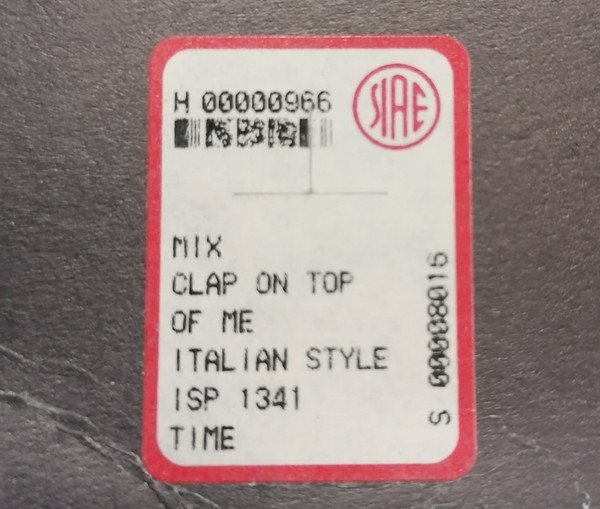 H 00000966
SIAE
MIX
CLAP ON TOP
OF ME
ITALIAN STYLE
ISP 1341
TIME
S 00008015